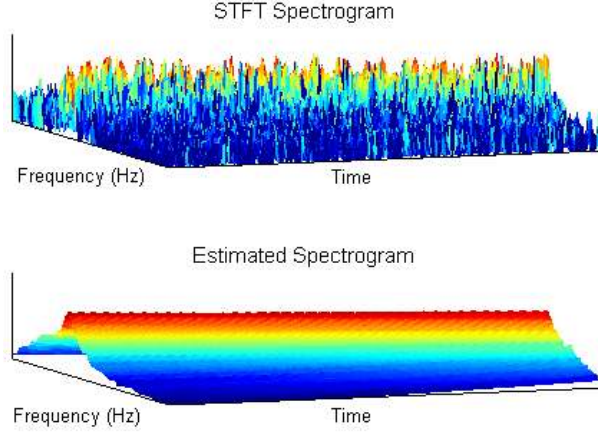 STFT Spectrogram
Frequency (Hz)
Time
Estimated Spectrogram
Frequency (Hz)
Time